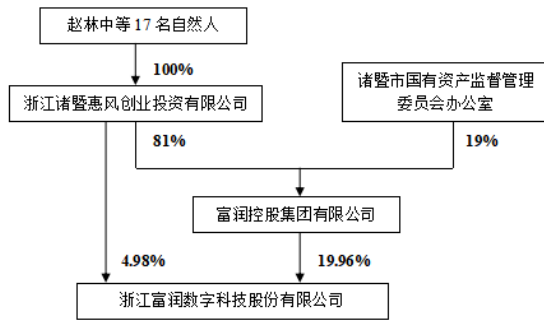 赵林中等 17 名自然人
100%
浙江诸暨惠风创业投资有限公司
诸暨市国有资产监督管理
委员会办公室
81%
19%
富润控股集团有限公司
4.98%
19.96%
浙江富润数字科技股份有限公司